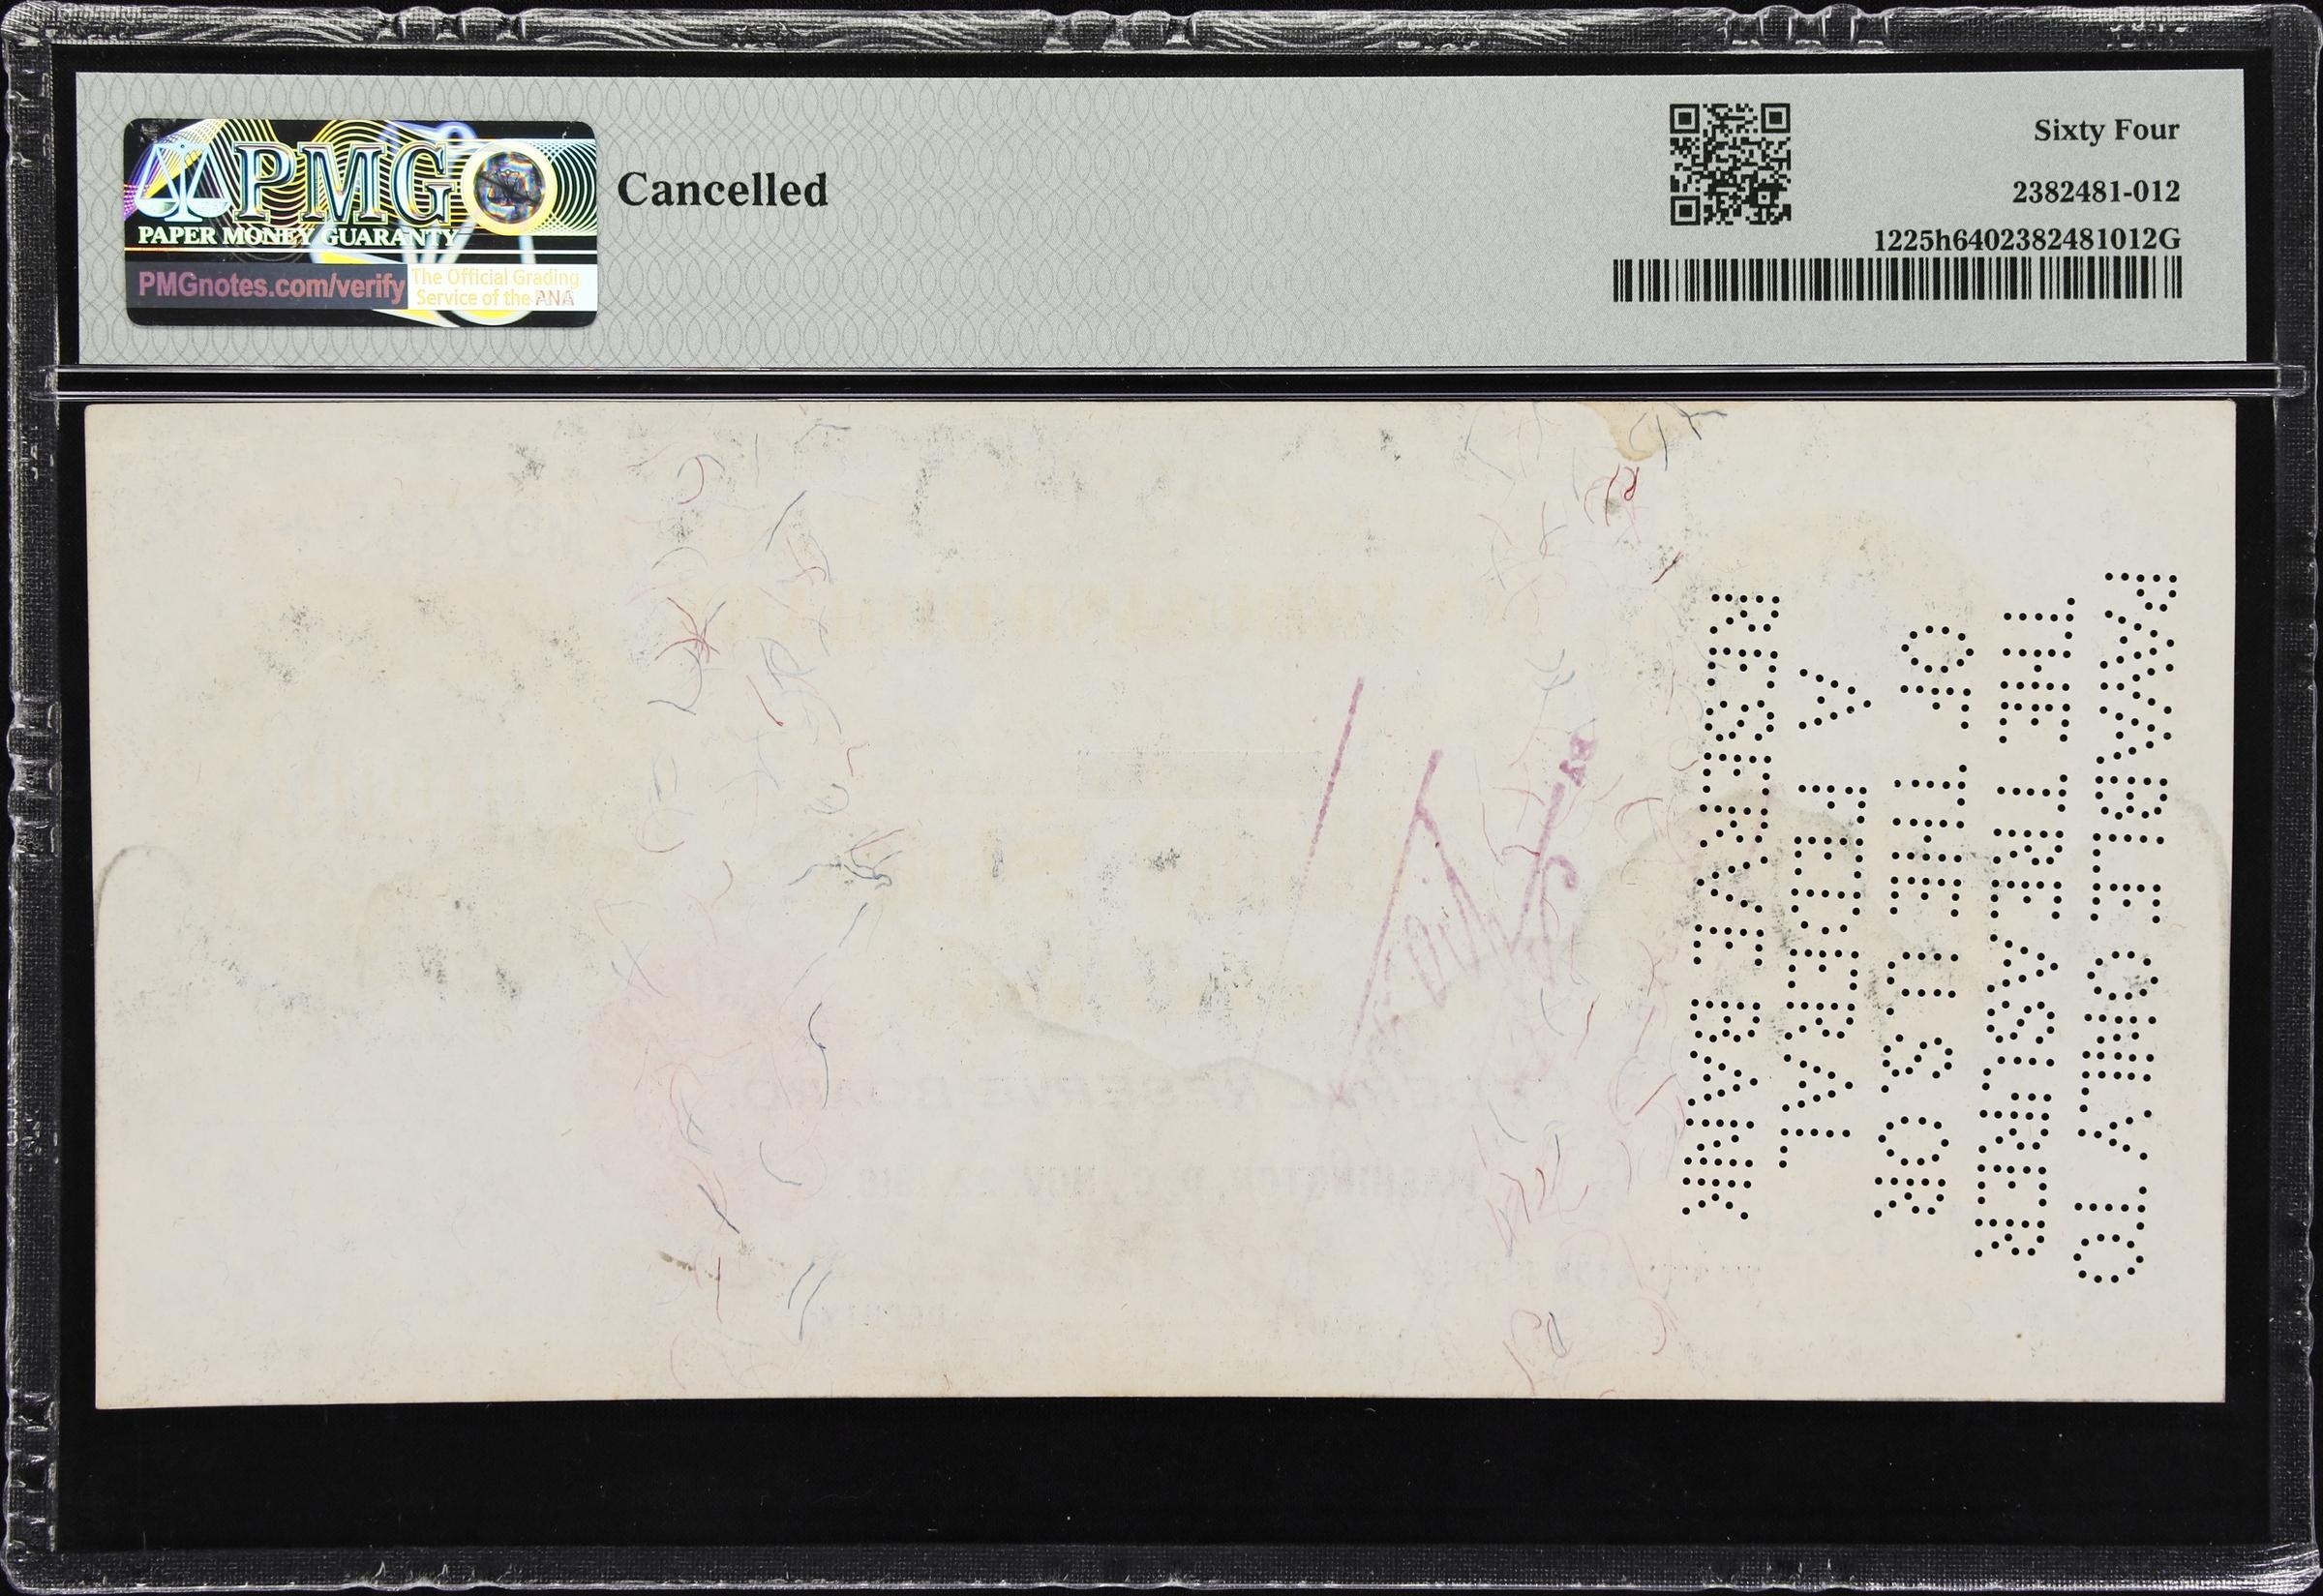 PMG
PAPER MONEY GUARANTY
PMGnotes.com/verify
The Official Grading
Service of the ANA
Cancelled
Sixty Four
2382481-012
1225h6402382481012G
PAYABLE ONLY TO
THE TREASURER
OF THE U.S. OR
A FEDERAL
RESERVE BANK
By